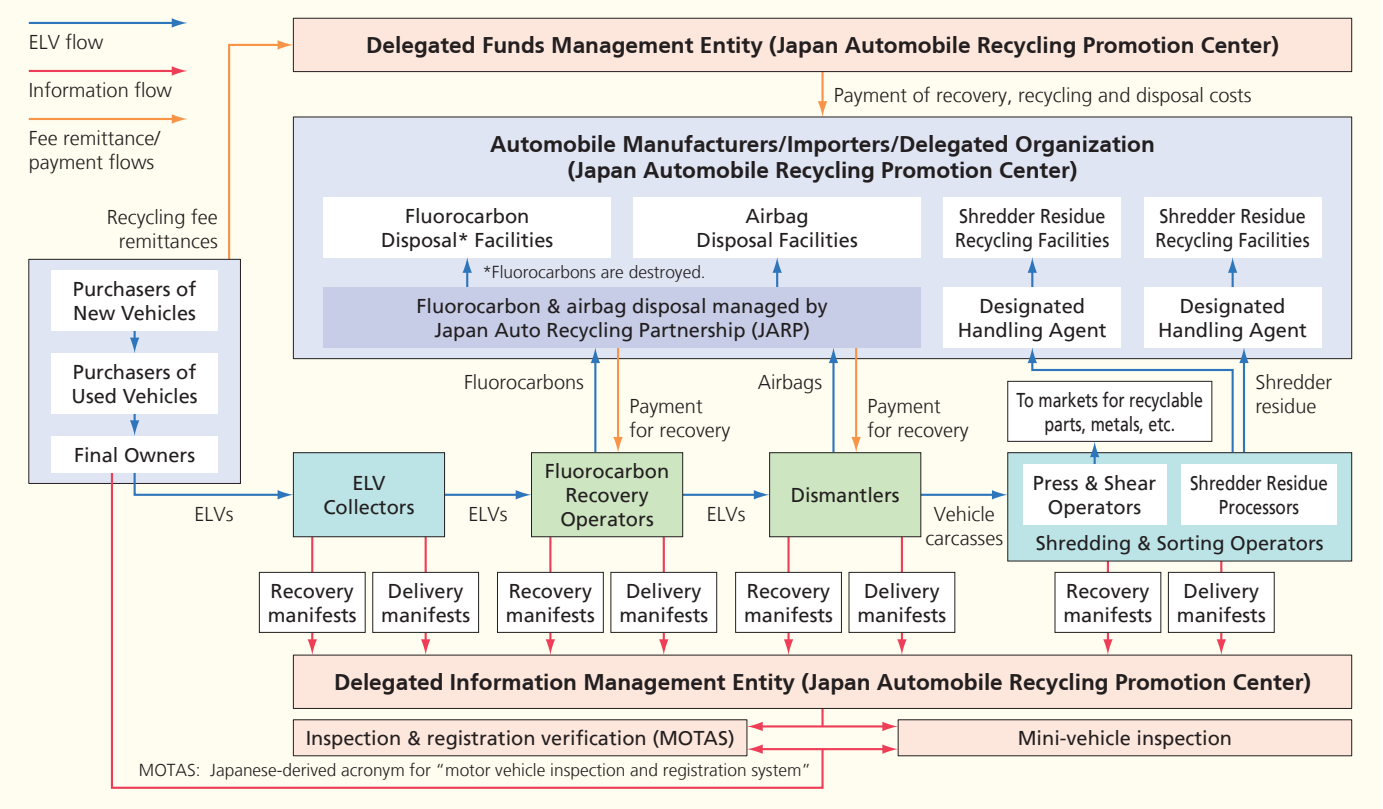 ELV flow
Information flow
Fee remittance/
payment flows
Delegated Funds Management Entity (Japan Automobile Recycling Promotion Center)
Payment of recovery, recycling and disposal costs
Automobile Manufacturers/Importers/Delegated Organization
(Japan Automobile Recycling Promotion Center)
Recycling fee
remittances
Fluorocarbon
Disposal* Facilities
Airbag
Disposal Facilities
Shredder Residue
Recycling Facilities
Shredder Residue
Recycling Facilities
*Fluorocarbons are destroyed.
Fluorocarbon & airbag disposal managed by
Japan Auto Recycling Partnership (JARP)
Designated
Handling Agent
Designated
Handling Agent
Purchasers of
New Vehicles
Purchasers of
Used Vehicles
Final Owners
Fluorocarbons
Payment
for recovery
Airbags
Payment
for recovery
To markets for recyclable
parts, metals, etc.
Shredder
residue
ELVs
ELV
Collectors
ELVs
Fluorocarbon
Recovery
Operators
ELVs
Dismantlers
Vehicle
carcasses
Press & Shear
Operators
Shredder Residue
Processors
Shredding & Sorting Operators
Recovery
manifests
Delivery
manifests
Recovery
manifests
Delivery
manifests
Recovery
manifests
Delivery
manifests
Recovery
manifests
Delivery
manifests
Delegated Information Management Entity (Japan Automobile Recycling Promotion Center)
Inspection & registration verification (MOTAS)
Mini-vehicle inspection
MOTAS: Japanese-derived acronym for “motor vehicle inspection and registration system”